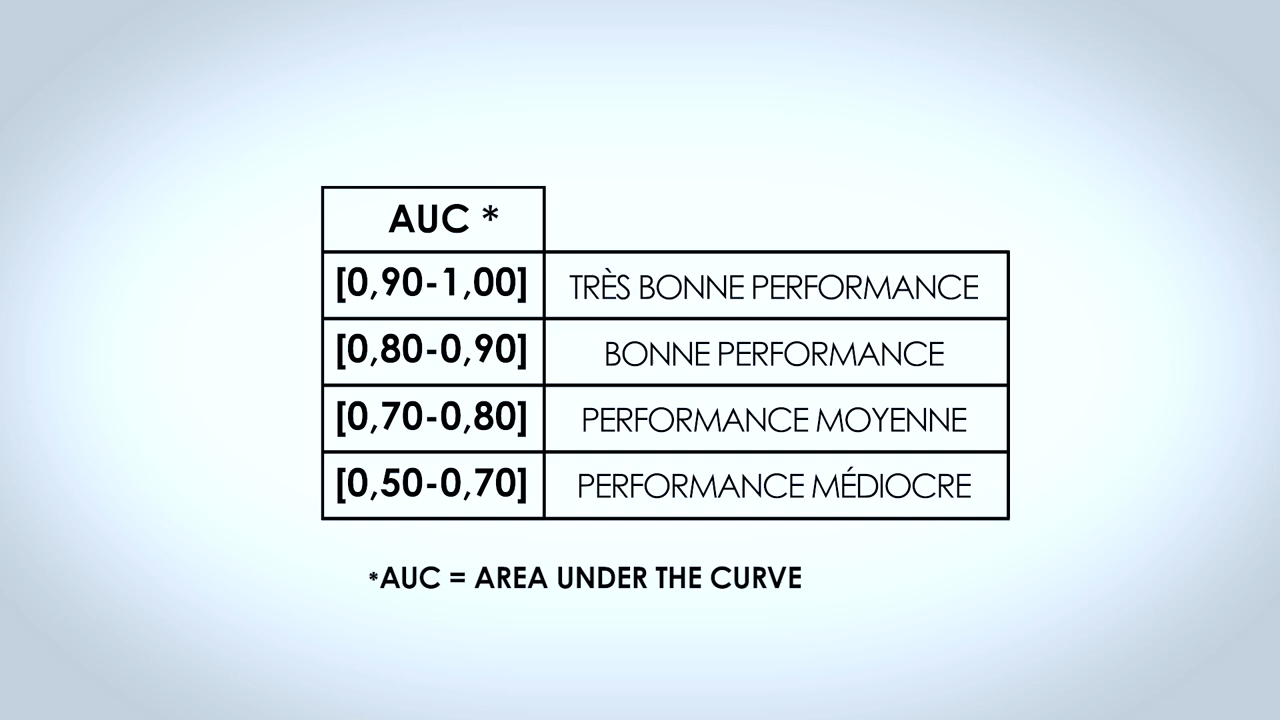 AUC *
[0,90-1,00] TRÈS BONNE PERFORMANCE
[0,80-0,90] BONNE PERFORMANCE
[0,70-0,80] PERFORMANCE MOYENNE
[0,50-0,70] PERFORMANCE MÉDIOCRE
*AUC = AREA UNDER THE CURVE